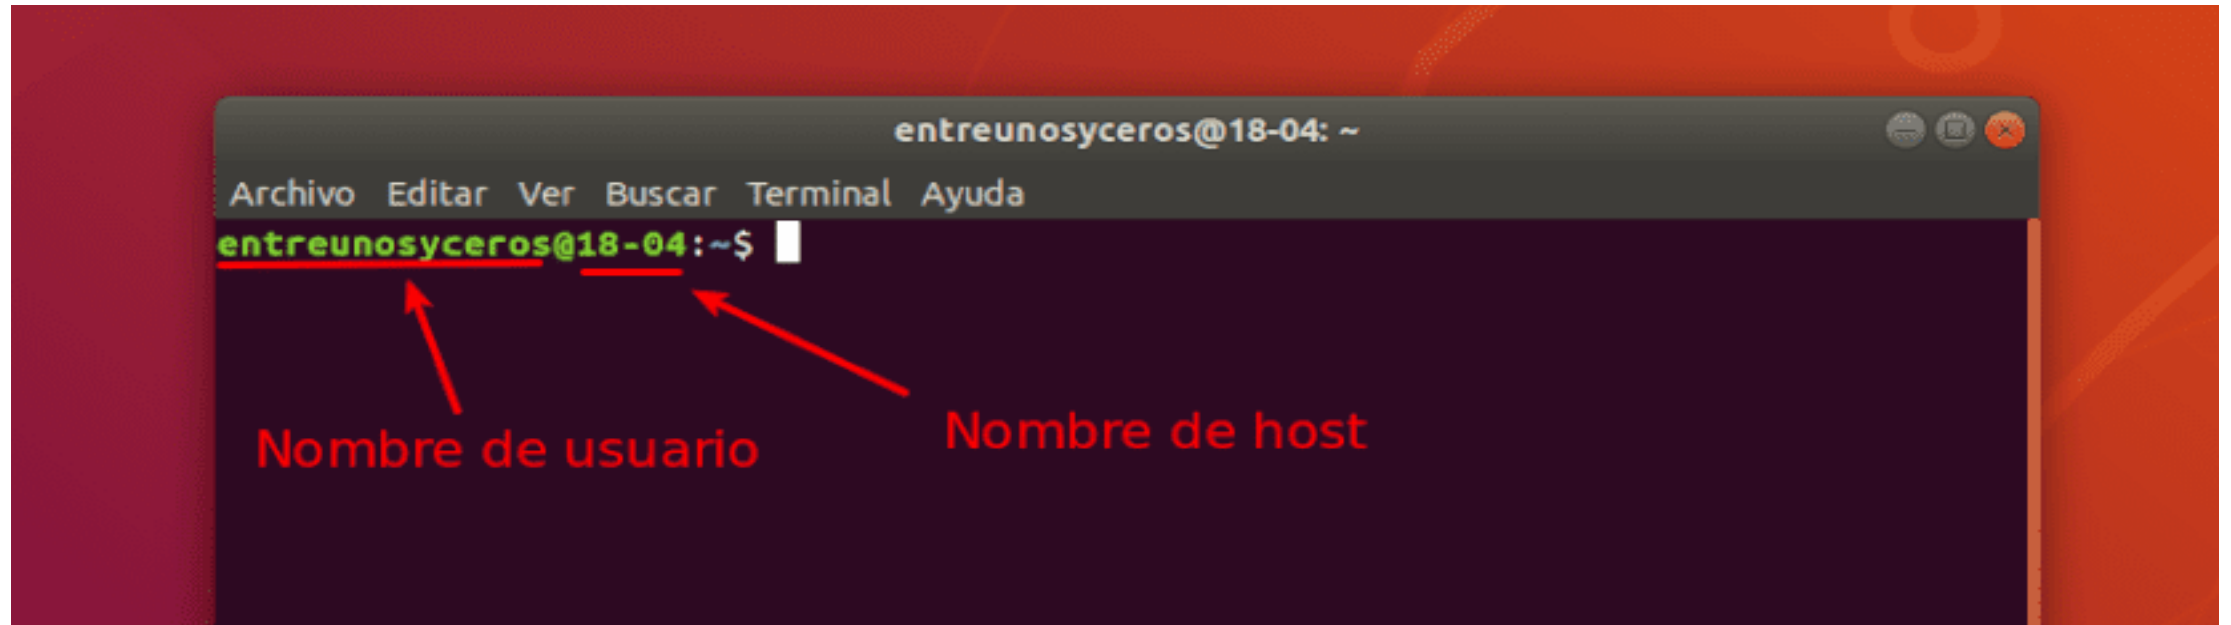 entreunosyceros@18-04: ~
Archivo Editar Ver Buscar Terminal Ayuda
entreunosyceros@18-04:~$
Nombre de usuario
Nombre de host